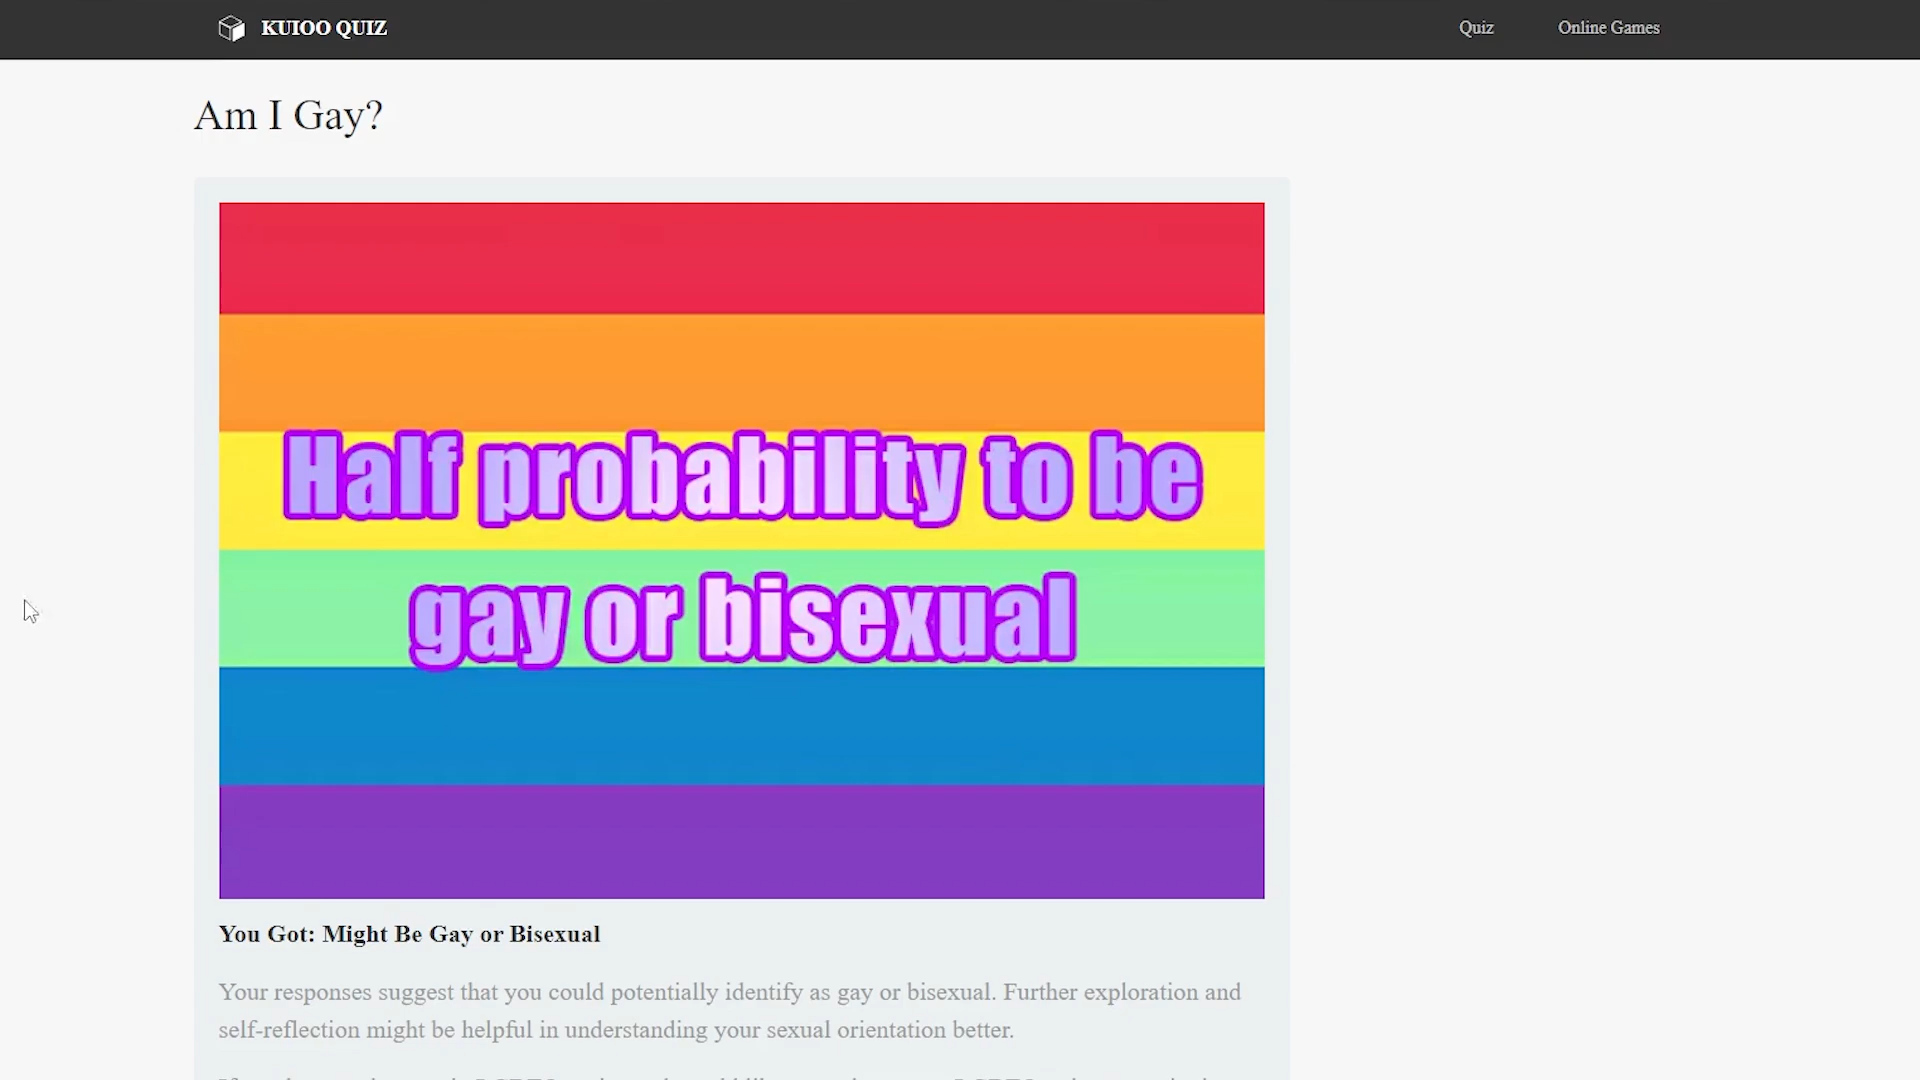 KUIOO QUIZ
Quiz
Online Games
Am I Gay?
Half probability to be
gay or bisexual
You Got: Might Be Gay or Bisexual
Your responses suggest that you could potentially identify as gay or bisexual. Further exploration and
self-reflection might be helpful in understanding your sexual orientation better.